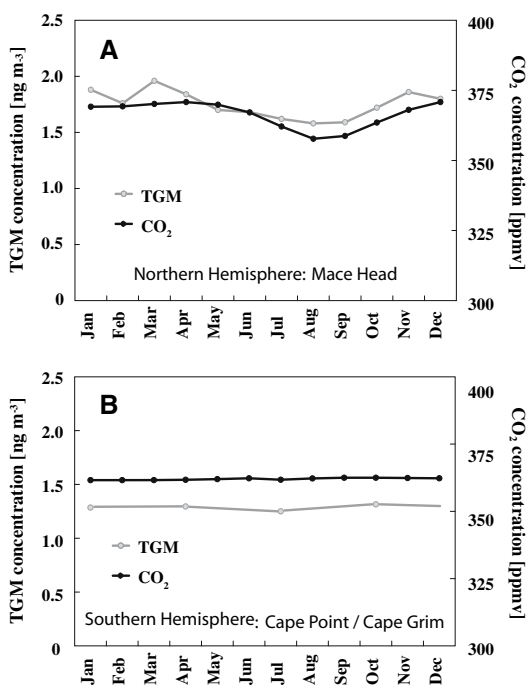 A
TGM concentration [ng m-3]
2.5
2.0
1.5
1.0
0.5
0
CO2 concentration [ppmv]
400
375
350
325
300
TGM
CO2
Northern Hemisphere: Mace Head
Jan Feb Mar Apr May Jun Jul Aug Sep Oct Nov Dec
B
TGM concentration [ng m-3]
2.5
2.0
1.5
1.0
0.5
0
CO2 concentration [ppmv]
400
375
350
325
300
TGM
CO2
Southern Hemisphere: Cape Point / Cape Grim
Jan Feb Mar Apr May Jun Jul Aug Sep Oct Nov Dec